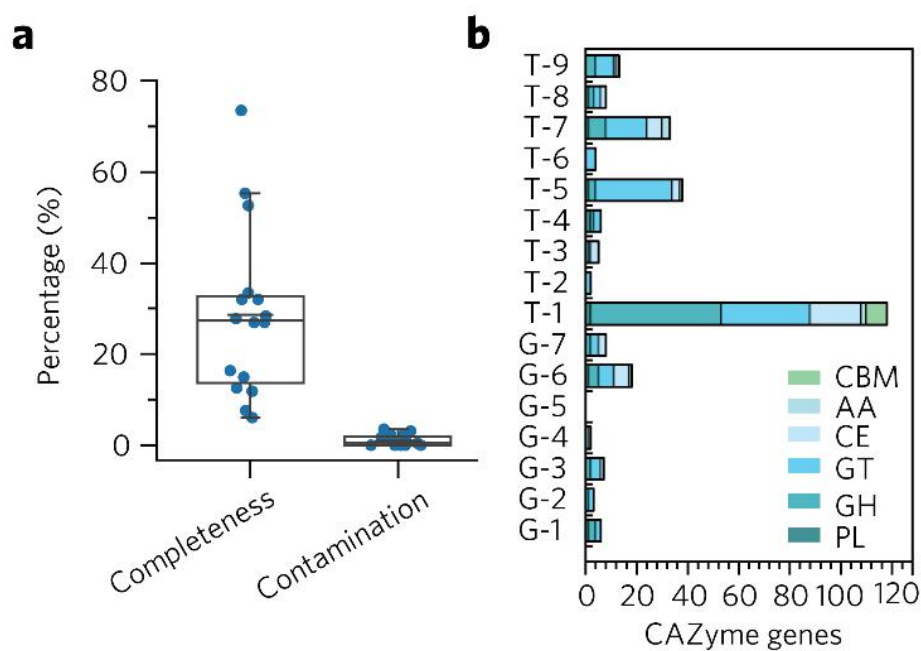 a
80
60
40
20
0
Percentage (%)
Completeness
Contamination
b
T-9
T-8
T-7
T-6
T-5
T-4
T-3
T-2
T-1
G-7
G-6
G-5
G-4
G-3
G-2
G-1
CBM
AA
CE
GT
GH
PL
0 20 40 60 80 100 120
CAZyme genes